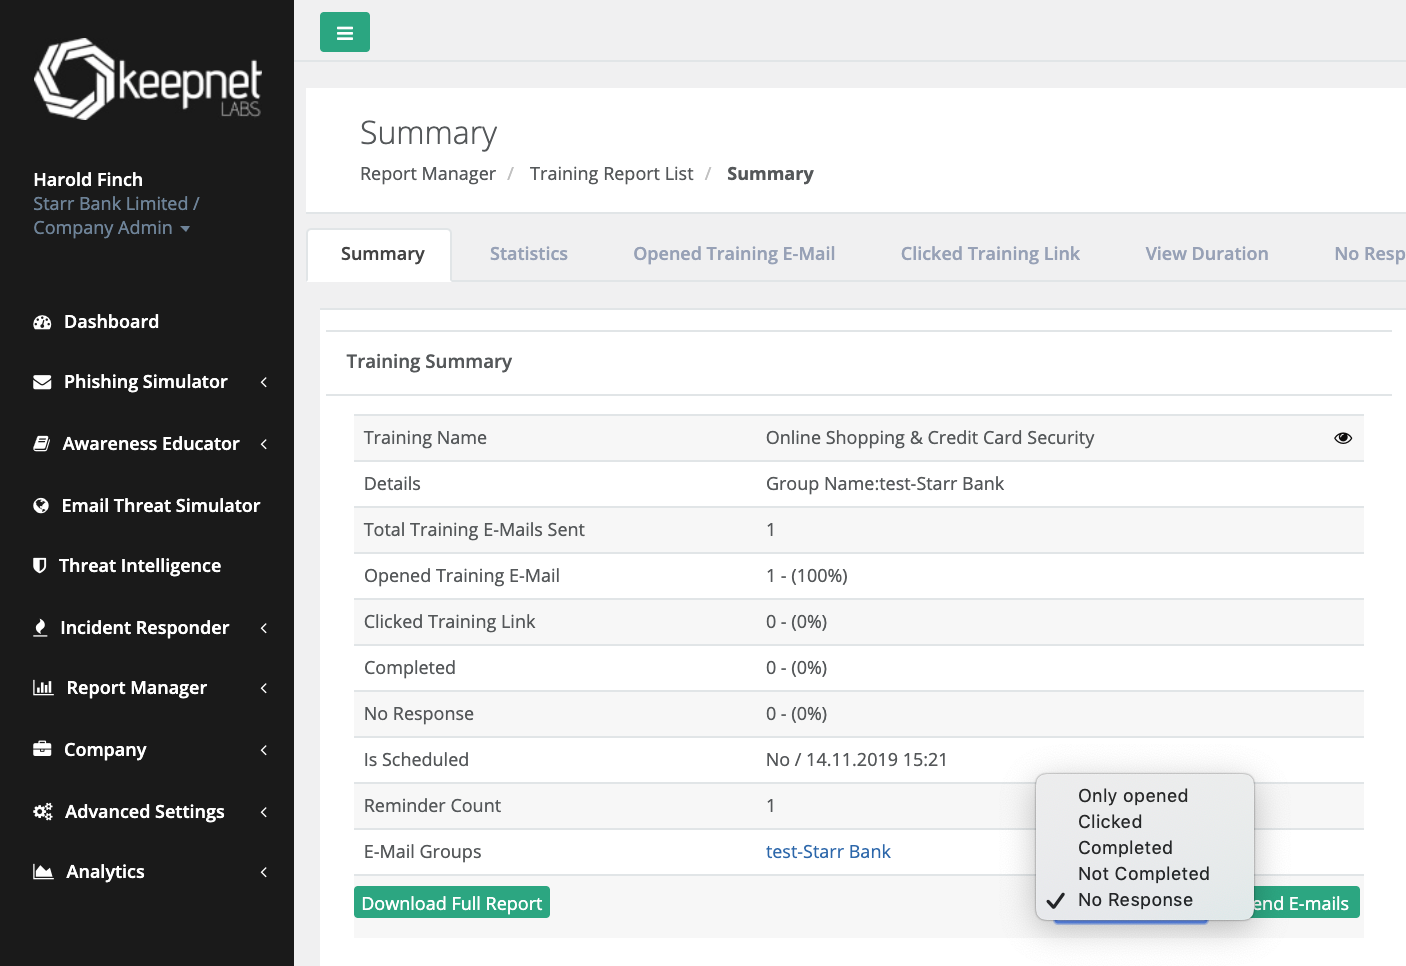 keepnet
LABS
Harold Finch
Starr Bank Limited /
Company Admin
Dashboard
Phishing Simulator
Awareness Educator
Email Threat Simulator
Threat Intelligence
Incident Responder
Report Manager
Company
Advanced Settings
Analytics
Summary
Report Manager / Training Report List / Summary
Summary Statistics Opened Training E-Mail Clicked Training Link View Duration No Resp
Training Summary
Training Name Online Shopping & Credit Card Security
Details Group Name:test-Starr Bank
Total Training E-Mails Sent 1
Opened Training E-Mail 1 - (100%)
Clicked Training Link 0 - (0%)
Completed 0 - (0%)
No Response 0 - (0%)
Is Scheduled No / 14.11.2019 15:21
Reminder Count 1
E-Mail Groups test-Starr Bank
Only opened
Clicked
Completed
Not Completed
No Response
Download Full Report end E-mails